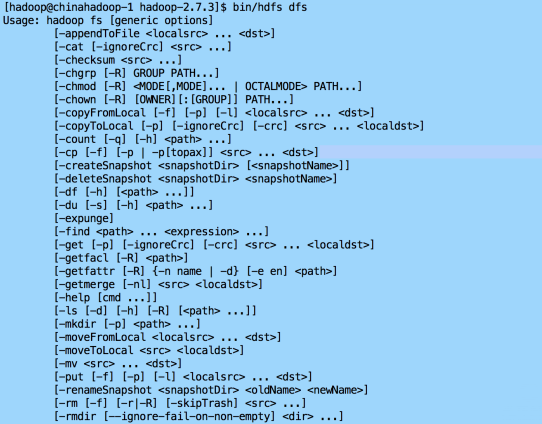 [hadoop@chinahadoop-1 hadoop-2.7.3]$ bin/hdfs dfs
Usage: hadoop fs [generic options]
[-appendToFile <localsrc> ... <dst>]
[-cat [-ignoreCrc] <src> ...]
[-checksum <src> ...]
[-chgrp [-R] GROUP PATH...]
[-chmod [-R] <MODE[,MODE]... | OCTALMODE> PATH...]
[-chown [-R] [OWNER][:[GROUP]] PATH...]
[-copyFromLocal [-f] [-p] [-l] <localsrc> ... <dst>]
[-copyToLocal [-p] [-ignoreCrc] [-crc] <src> ... <localdst>]
[-count [-q] [-h] <path> ...]
[-cp [-f] [-p | -p[topax]] <src> ... <dst>]
[-createSnapshot <snapshotDir> [<snapshotName>]]
[-deleteSnapshot <snapshotDir> <snapshotName>]
[-df [-h] [<path> ...]]
[-du [-s] [-h] <path> ...]
[-expunge]
[-find <path> ... <expression> ...]
[-get [-p] [-ignoreCrc] [-crc] <src> ... <localdst>]
[-getfacl [-R] <path>]
[-getfattr [-R] {-n name | -d} [-e en] <path>]
[-getmerge [-nl] <src> <localdst>]
[-help [cmd ...]]
[-ls [-d] [-h] [-R] [<path> ...]]
[-mkdir [-p] <path> ...]
[-moveFromLocal <localsrc> ... <dst>]
[-moveToLocal <src> <localdst>]
[-mv <src> ... <dst>]
[-put [-f] [-p] [-l] <localsrc> ... <dst>]
[-renameSnapshot <snapshotDir> <oldName> <newName>]
[-rm [-f] [-r|-R] [-skipTrash] <src> ...]
[-rmdir [--ignore-fail-on-non-empty] <dir> ...]